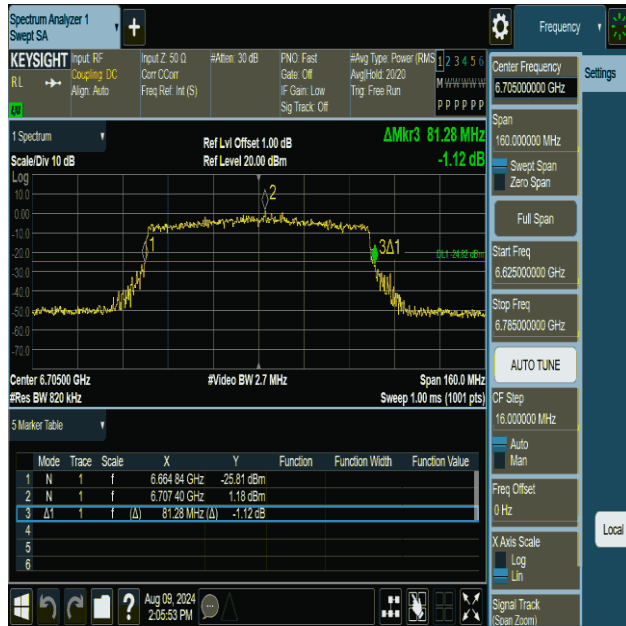 Spectrum Analyzer 1
Swept SA
+
Frequency
KEYSIGHT
Input: RF
Coupling: DC
Align: Auto
Input Z: 50 Ω
Corr CCorr
Freq Ref: Int (S)
#Atten: 30 dB
PNO: Fast
Gate: Off
IF Gain: Low
Sig Track: Off
#Avg Type: Power (RMS
Avg|Hold: 20/20
Trig: Free Run
1 2 3 4 5 6
M W W W W W
P P P P P P
RL
1 Spectrum
Scale/Div 10 dB
Ref Lvl Offset 1.00 dB
Ref Level 20.00 dBm
ΔMkr3 81.28 MHz
-1.12 dB
Log
10.0
0.00
-10.0
-20.0
-30.0
-40.0
-50.0
-60.0
-70.0
2
1
3Δ1
DL1 -24.82 dBm
Center 6.70500 GHz
#Video BW 2.7 MHz
Span 160.0 MHz
#Res BW 820 kHz
Sweep 1.00 ms (1001 pts)
5 Marker Table
Mode Trace Scale X Y Function Function Width Function Value
1 N 1 f 6.664 84 GHz -25.81 dBm
2 N 1 f 6.707 40 GHz 1.18 dBm
3 Δ1 1 f (Δ) 81.28 MHz (Δ) -1.12 dB
4
5
6
Aug 09, 2024
2:05:53 PM
?
Center Frequency
6.705000000 GHz
Settings
Span
160.000000 MHz
Swept Span
Zero Span
Full Span
Start Freq
6.625000000 GHz
Stop Freq
6.785000000 GHz
AUTO TUNE
CF Step
16.000000 MHz
Auto
Man
Freq Offset
0 Hz
X Axis Scale
Log
Lin
Local
Signal Track
(Span Zoom)